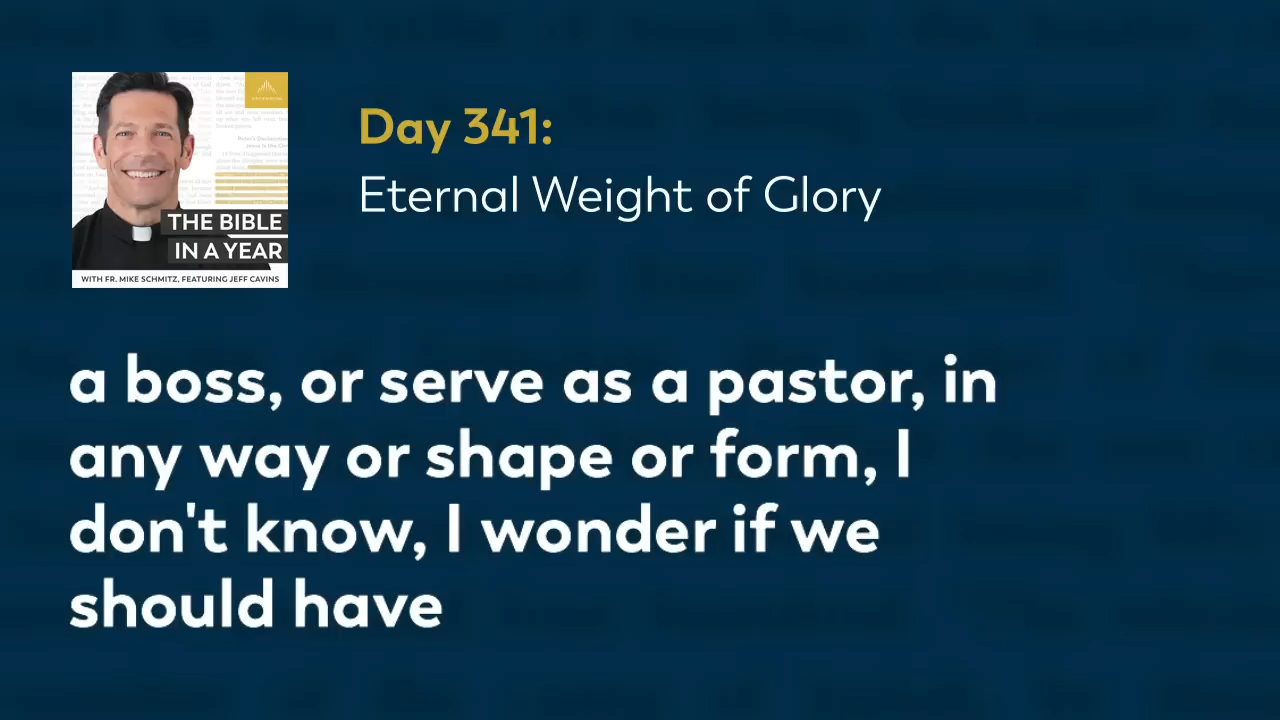 Day 341:
Eternal Weight of Glory
THE BIBLE
IN A YEAR
WITH FR. MIKE SCHMITZ, FEATURING JEFF CAVINS
a boss, or serve as a pastor, in
any way or shape or form, I
don't know, I wonder if we
should have